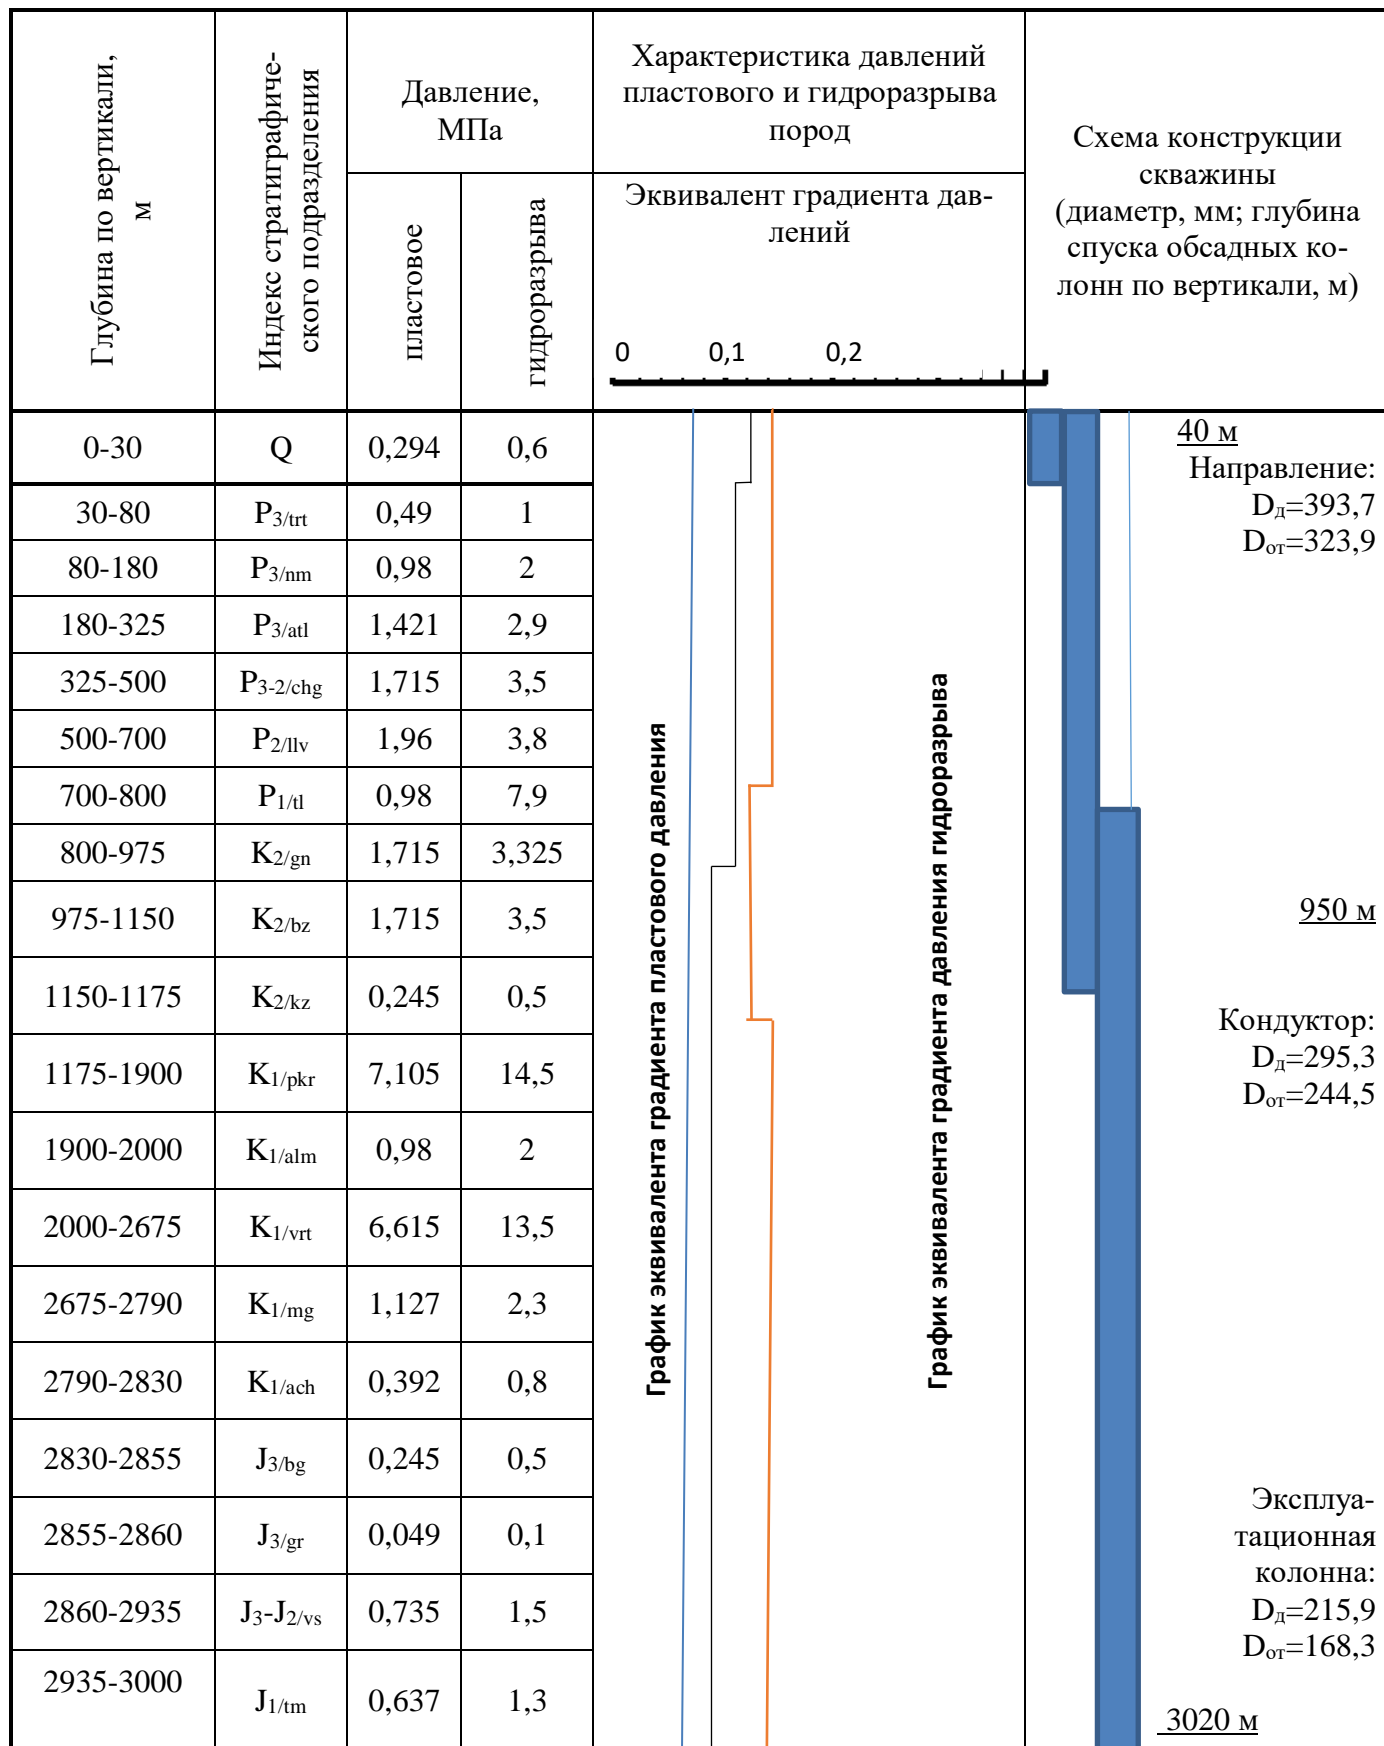 Глубина по вертикали,
м
Индекс стратиграфиче-
ского подразделения
Давление,
МПа
пластовое
гидроразрыва
Характеристика давлений
пластового и гидроразрыва
пород
Эквивалент градиента дав-
лений
0 0,1 0,2
Схема конструкции
скважины
(диаметр, мм; глубина
спуска обсадных ко-
лонн по вертикали, м)
0-30 Q 0,294 0,6
30-80 P3/trt 0,49 1
80-180 P3/nm 0,98 2
180-325 P3/atl 1,421 2,9
325-500 P3-2/chg 1,715 3,5
500-700 P2/llv 1,96 3,8
700-800 P1/tl 0,98 7,9
800-975 K2/gn 1,715 3,325
975-1150 K2/bz 1,715 3,5
1150-1175 K2/kz 0,245 0,5
1175-1900 K1/pkr 7,105 14,5
1900-2000 K1/alm 0,98 2
2000-2675 K1/vrt 6,615 13,5
2675-2790 K1/mg 1,127 2,3
2790-2830 K1/ach 0,392 0,8
2830-2855 J3/bg 0,245 0,5
2855-2860 J3/gr 0,049 0,1
2860-2935 J3-J2/vs 0,735 1,5
2935-3000 J1/tm 0,637 1,3
График эквивалента градиента пластового давления
График эквивалента градиента давления гидроразрыва
40 м
Направление:
Dд=393,7
Dот=323,9
950 м
Кондуктор:
Dд=295,3
Dот=244,5
Эксплуа-
тационная
колонна:
Dд=215,9
Dот=168,3
3020 м